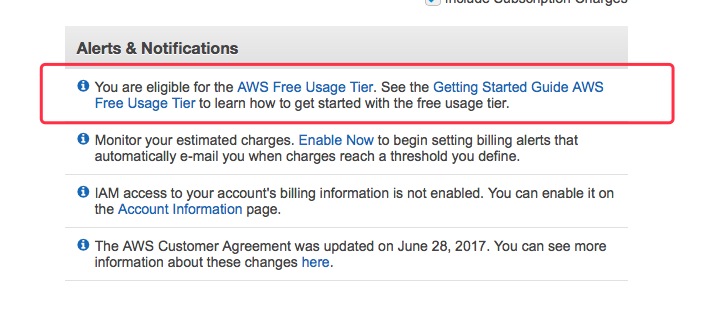 Include Subscription Charges
Alerts & Notifications
You are eligible for the AWS Free Usage Tier. See the Getting Started Guide AWS
Free Usage Tier to learn how to get started with the free usage tier.
Monitor your estimated charges. Enable Now to begin setting billing alerts that
automatically e-mail you when charges reach a threshold you define.
IAM access to your account's billing information is not enabled. You can enable it on
the Account Information page.
The AWS Customer Agreement was updated on June 28, 2017. You can see more
information about these changes here.